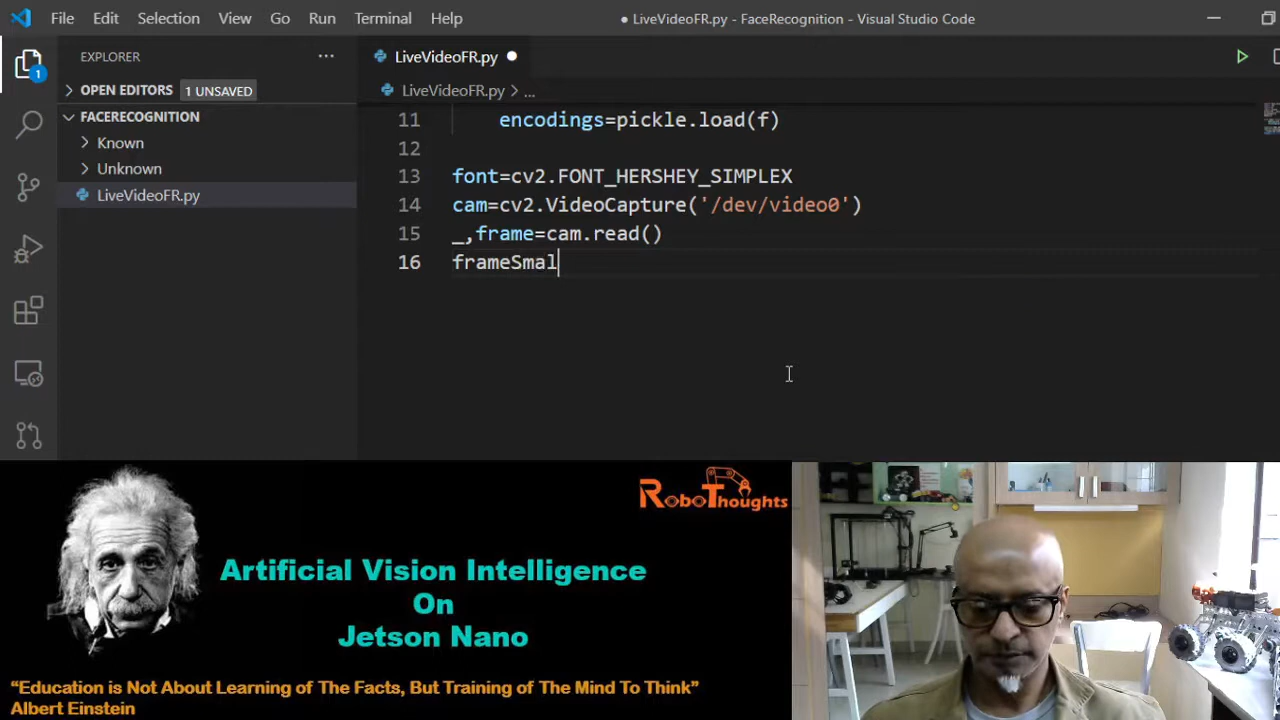 File Edit Selection View Go Run Terminal Help
● LiveVideoFR.py - FaceRecognition - Visual Studio Code
EXPLORER
OPEN EDITORS 1 UNSAVED
FACERECOGNITION
Known
Unknown
LiveVideoFR.py
1
LiveVideoFR.py ●
LiveVideoFR.py > ...
11 encodings=pickle.load(f)
12
13 font=cv2.FONT_HERSHEY_SIMPLEX
14 cam=cv2.VideoCapture('/dev/video0')
15 _,frame=cam.read()
16 frameSmal
ROBOTHOUGHTS
Artificial Vision Intelligence
On
Jetson Nano
“Education is Not About Learning of The Facts, But Training of The Mind To Think”
Albert Einstein